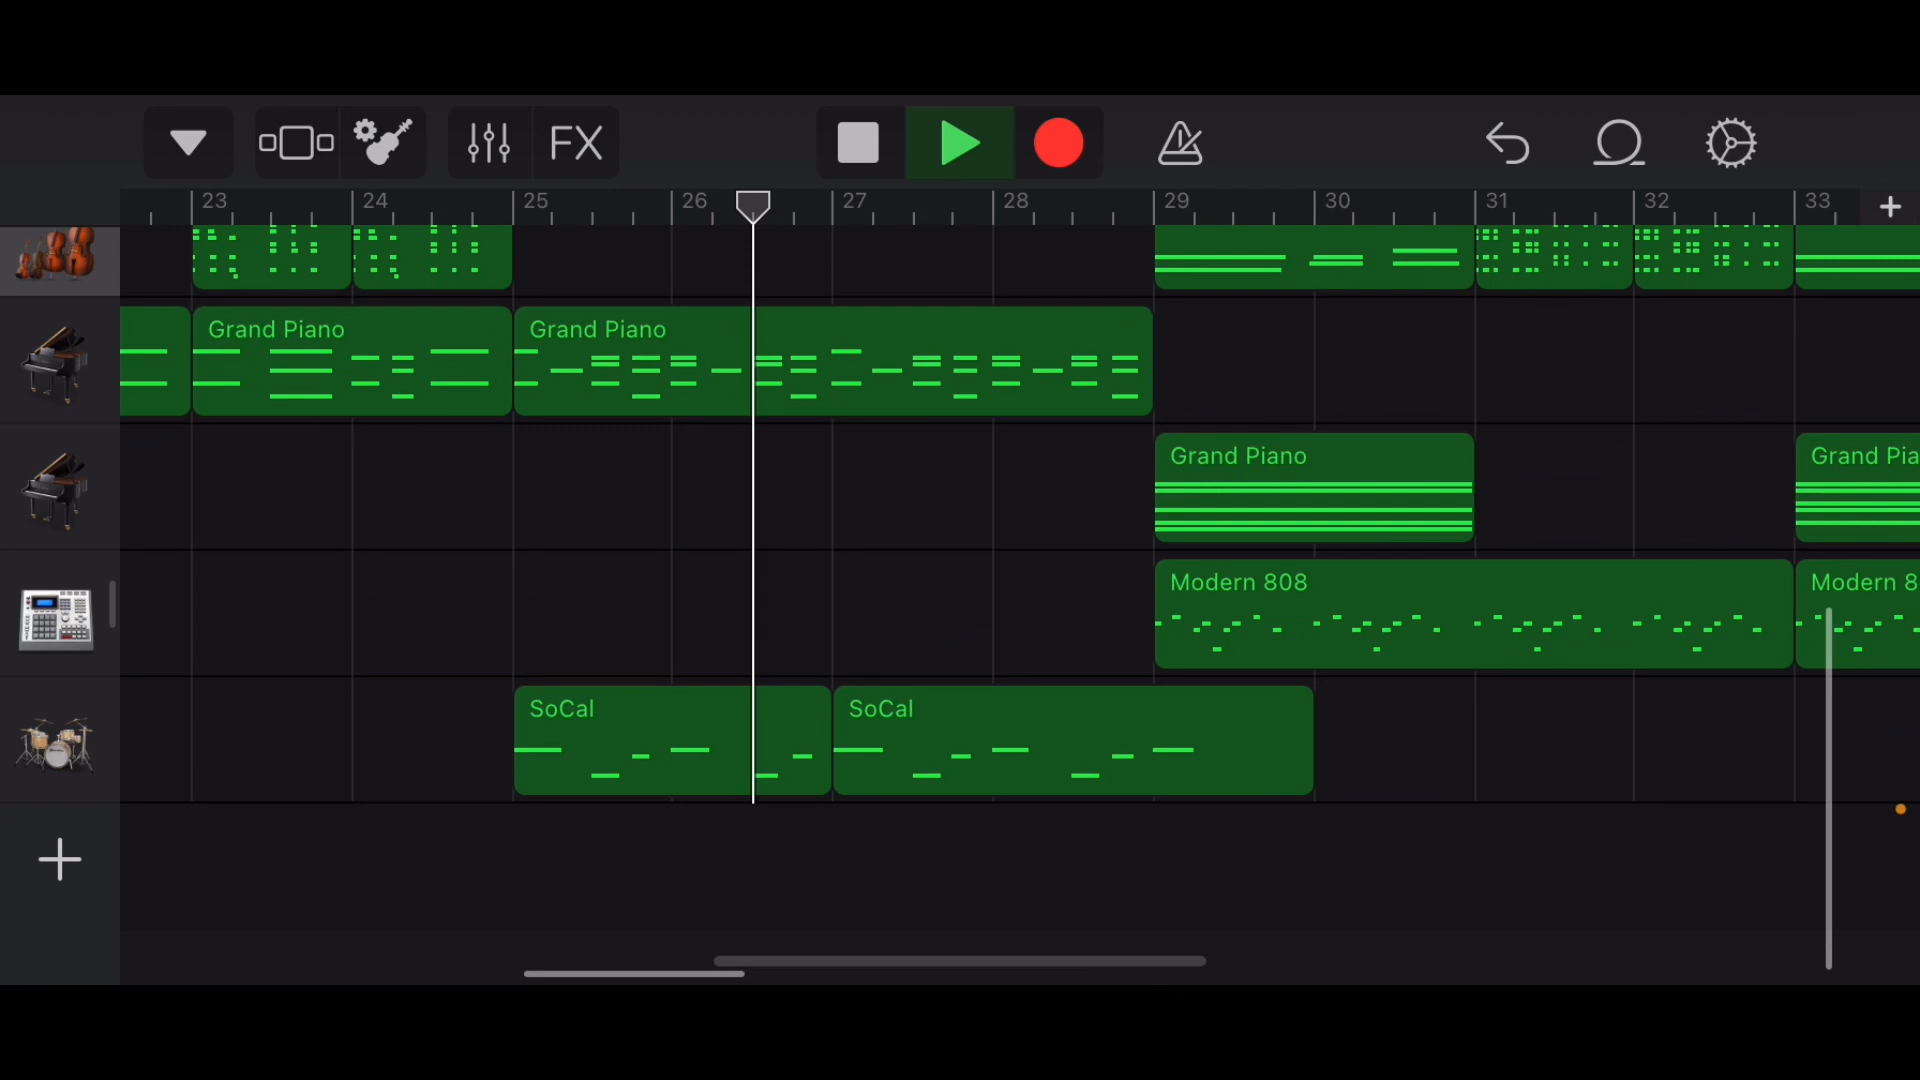 FX
23 24 25 26 27 28 29 30 31 32 33
Grand Piano Grand Piano
Grand Piano Grand Pia
Modern 808 Modern 8
SoCal SoCal